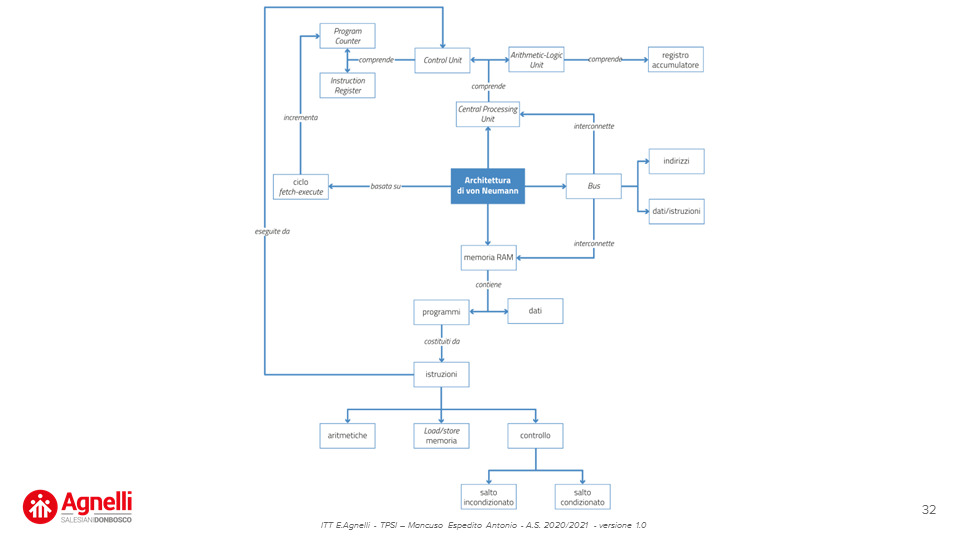 Program
Counter
comprende
Control Unit
Arithmetic-Logic
Unit
comprende
registro
accumulatore
Instruction
Register
comprende
Central Processing
Unit
incrementa
interconnette
ciclo
fetch-execute
basato su
Architettura
di von Neumann
Bus
indirizzi
dati/istruzioni
eseguite da
interconnette
memoria RAM
contiene
programmi
dati
costituiti da
istruzioni
aritmetiche
Load/store
memoria
controllo
salto
incondizionato
salto
condizionato
Agnelli
SALESIANIDONBOSCO
32
ITT E.Agnelli - TPSI – Mancuso Espedito Antonio - A.S. 2020/2021 - versione 1.0